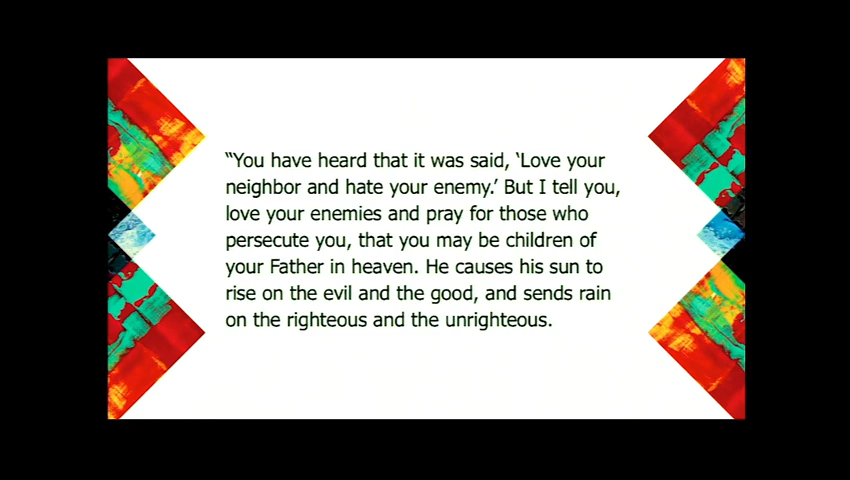 “You have heard that it was said, ‘Love your
neighbor and hate your enemy.’ But I tell you,
love your enemies and pray for those who
persecute you, that you may be children of
your Father in heaven. He causes his sun to
rise on the evil and the good, and sends rain
on the righteous and the unrighteous.